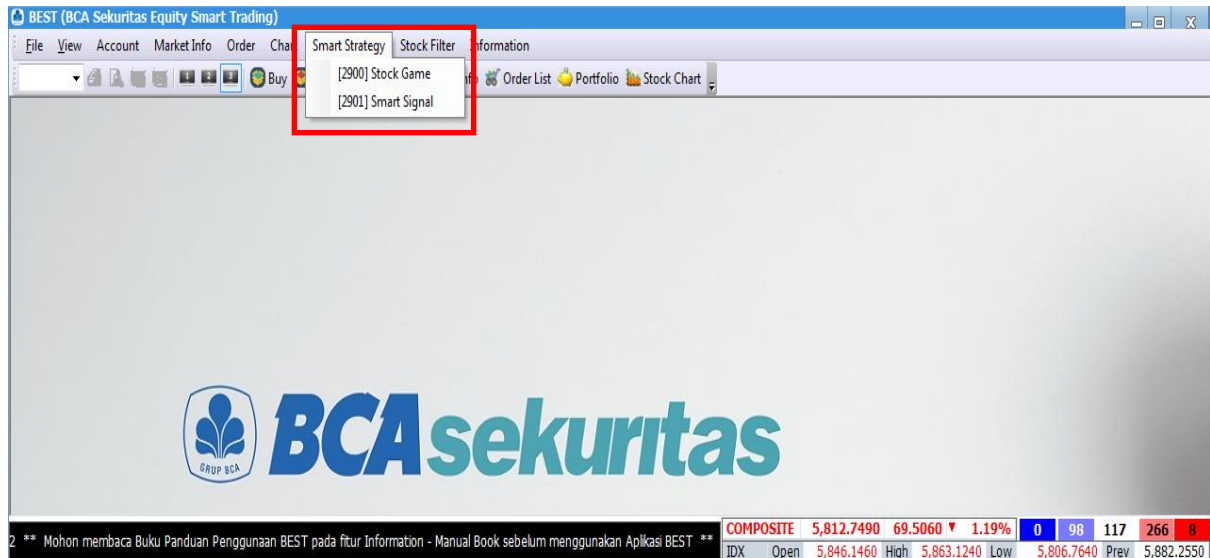 BEST (BCA Sekuritas Equity Smart Trading)
File View Account Market Info Order Smart Strategy Stock Filter Information
1 2 3 Buy Order List Portfolio Stock Chart
[2900] Stock Game
[2901] Smart Signal
GRUP BCA
BCA sekuritas
COMPOSITE 5,812.7490 69.5060 ▼ 1.19% 0 98 117 266 8
2 ** Mohon membaca Buku Panduan Penggunaan BEST pada fitur Information - Manual Book sebelum menggunakan Aplikasi BEST **
IDX Open 5,846.1460 High 5,863.1240 Low 5,806.7640 Prev 5,882.2550